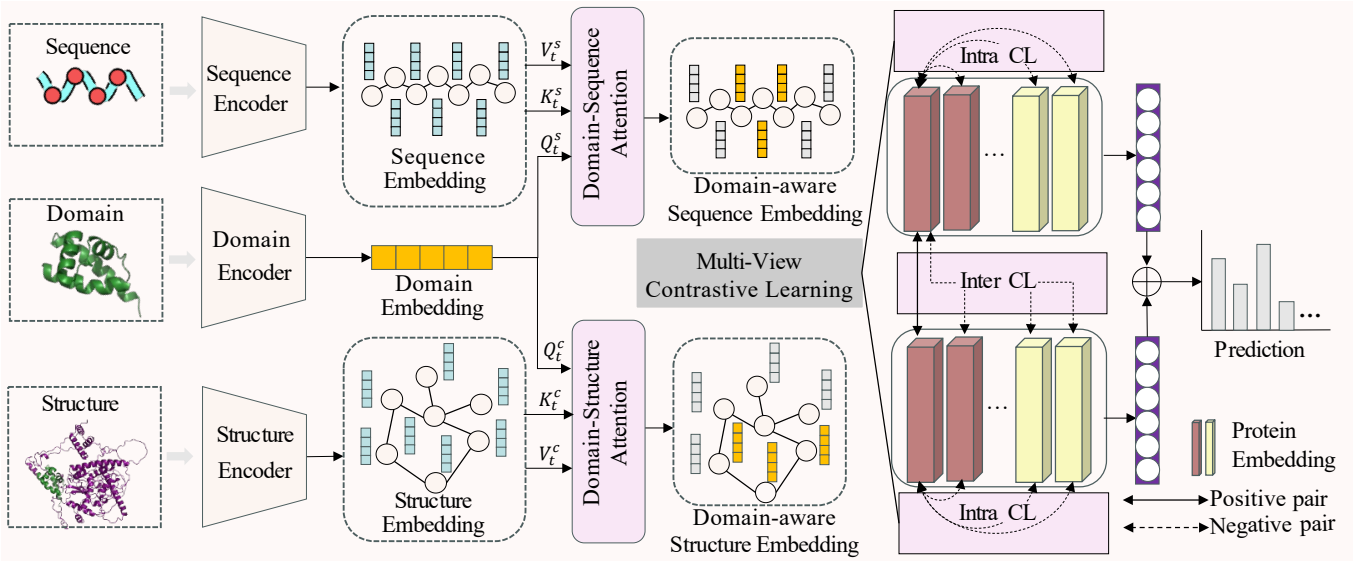 Sequence
Sequence
Encoder
Sequence
Embedding
V_t^s
K_t^s
Q_t^s
Domain-Sequence
Attention
Domain-aware
Sequence Embedding
Domain
Domain
Encoder
Domain
Embedding
Structure
Structure
Encoder
Structure
Embedding
Q_t^c
K_t^c
V_t^c
Domain-Structure
Attention
Domain-aware
Structure Embedding
Multi-View
Contrastive Learning
Intra CL
...
Inter CL
...
Intra CL
...
Prediction
Protein
Embedding
Positive pair
Negative pair